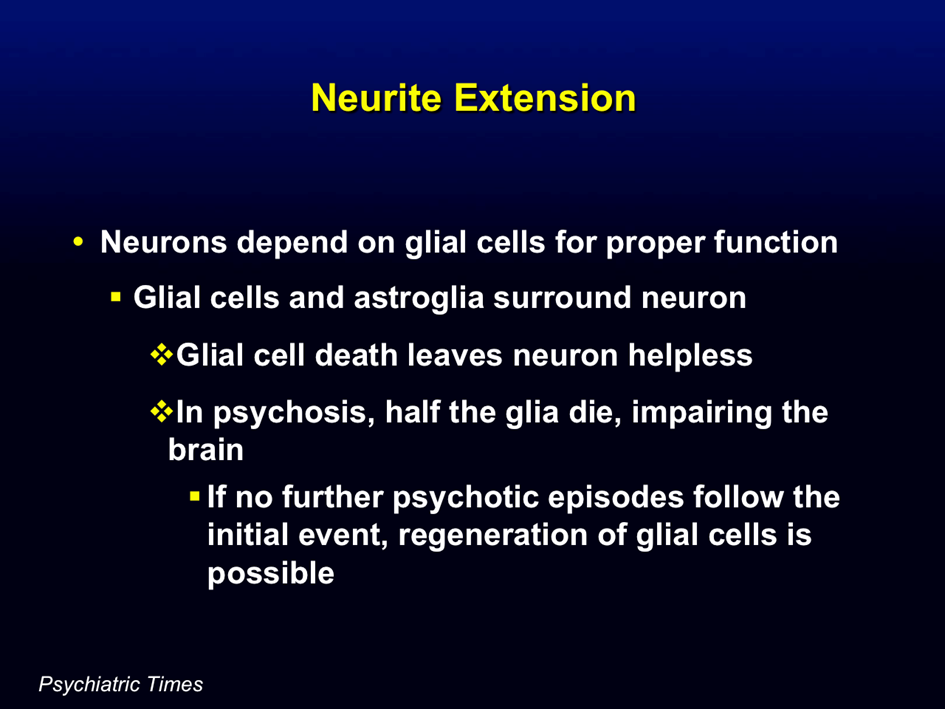 Neurite Extension
• Neurons depend on glial cells for proper function
▪ Glial cells and astroglia surround neuron
❖Glial cell death leaves neuron helpless
❖In psychosis, half the glia die, impairing the
brain
▪ If no further psychotic episodes follow the
initial event, regeneration of glial cells is
possible
Psychiatric Times